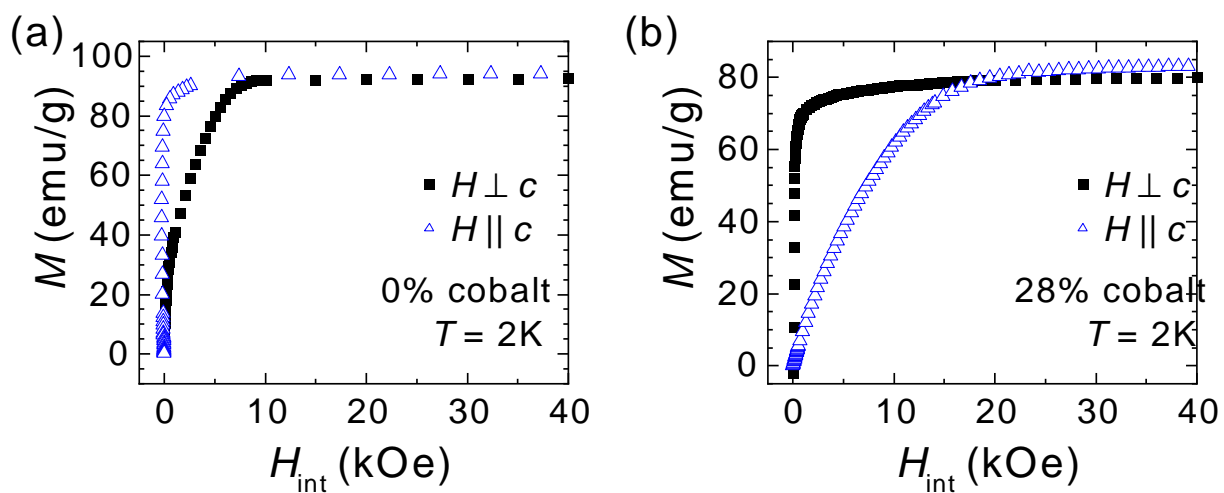 (a)
M (emu/g)
100
80
60
40
20
0
H ⊥ c
H || c
0% cobalt
T = 2K
0 10 20 30 40
H_int (kOe)
(b)
M (emu/g)
80
60
40
20
0
H ⊥ c
H || c
28% cobalt
T = 2K
0 10 20 30 40
H_int (kOe)